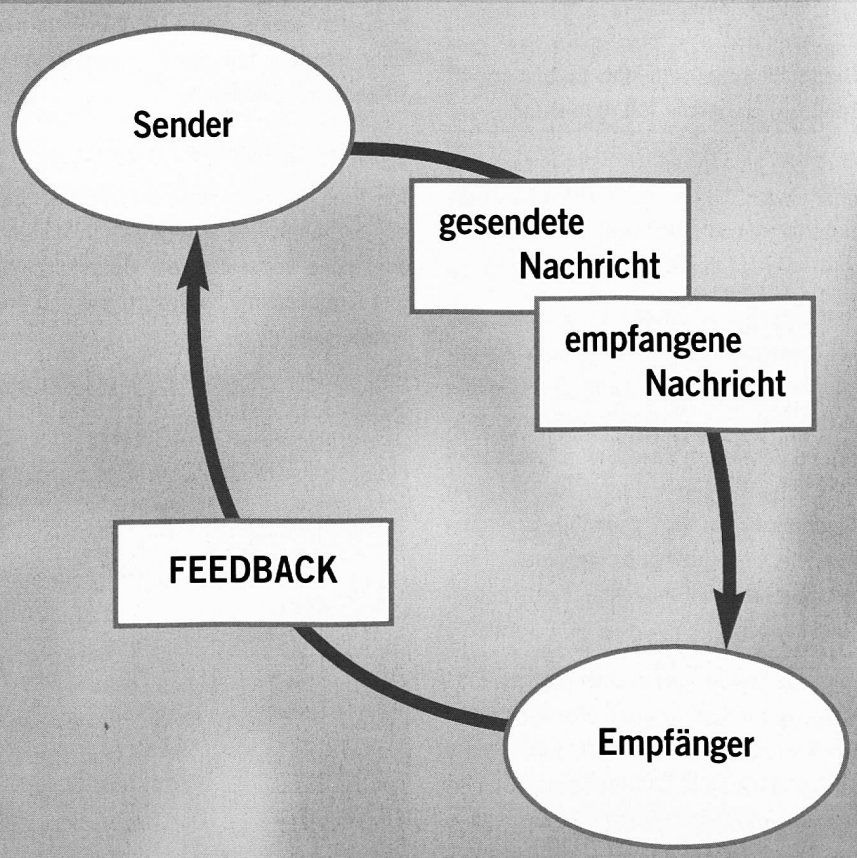 Sender
gesendete
Nachricht
empfangene
Nachricht
FEEDBACK
Empfänger